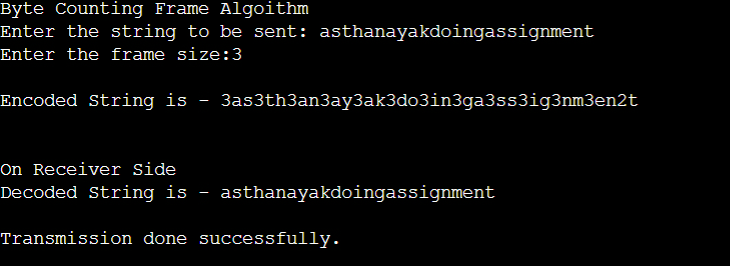 Byte Counting Frame Algoithm
Enter the string to be sent: asthanayakdoingassignment
Enter the frame size:3
Encoded String is - 3as3th3an3ay3ak3do3in3ga3ss3ig3nm3en2t
On Receiver Side
Decoded String is - asthanayakdoingassignment
Transmission done successfully.